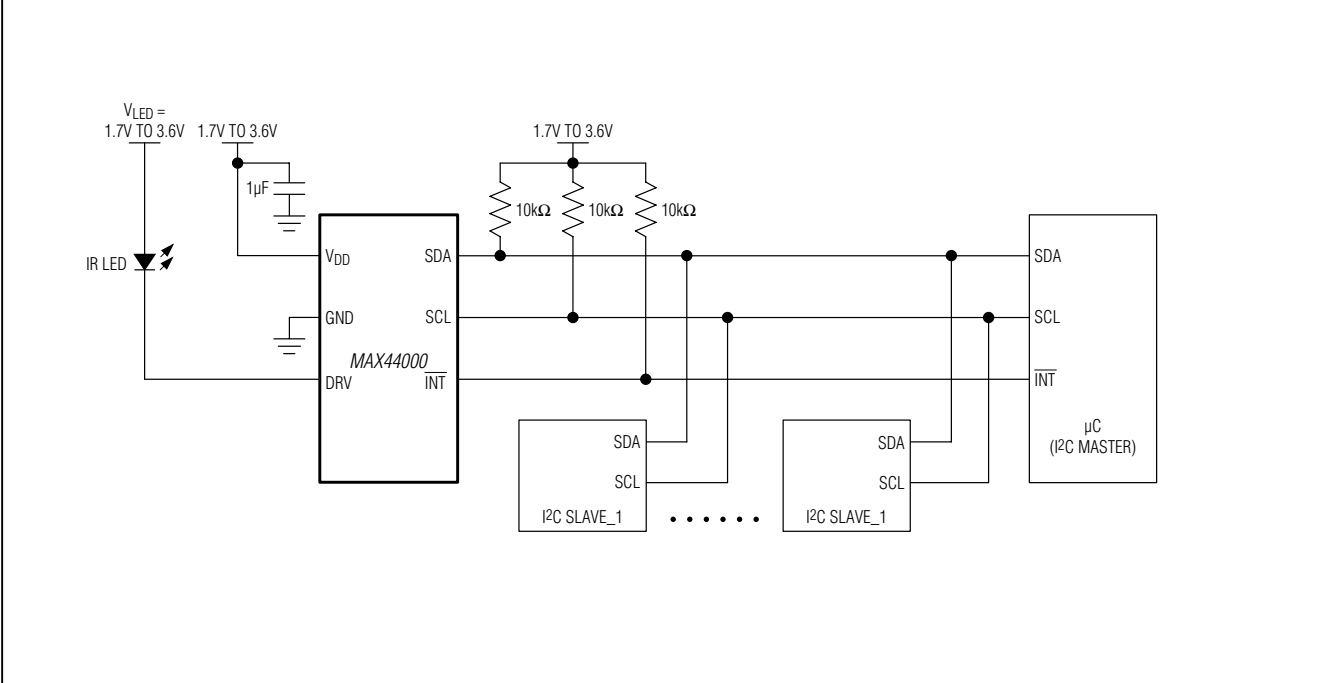 VLED =
1.7V TO 3.6V
1.7V TO 3.6V
1.7V TO 3.6V
1µF
10kΩ
10kΩ
10kΩ
IR LED
VDD
SDA
GND
SCL
MAX44000
DRV
INT
SDA
SCL
INT
µC
(I2C MASTER)
SDA
SCL
I2C SLAVE_1
SDA
SCL
I2C SLAVE_1